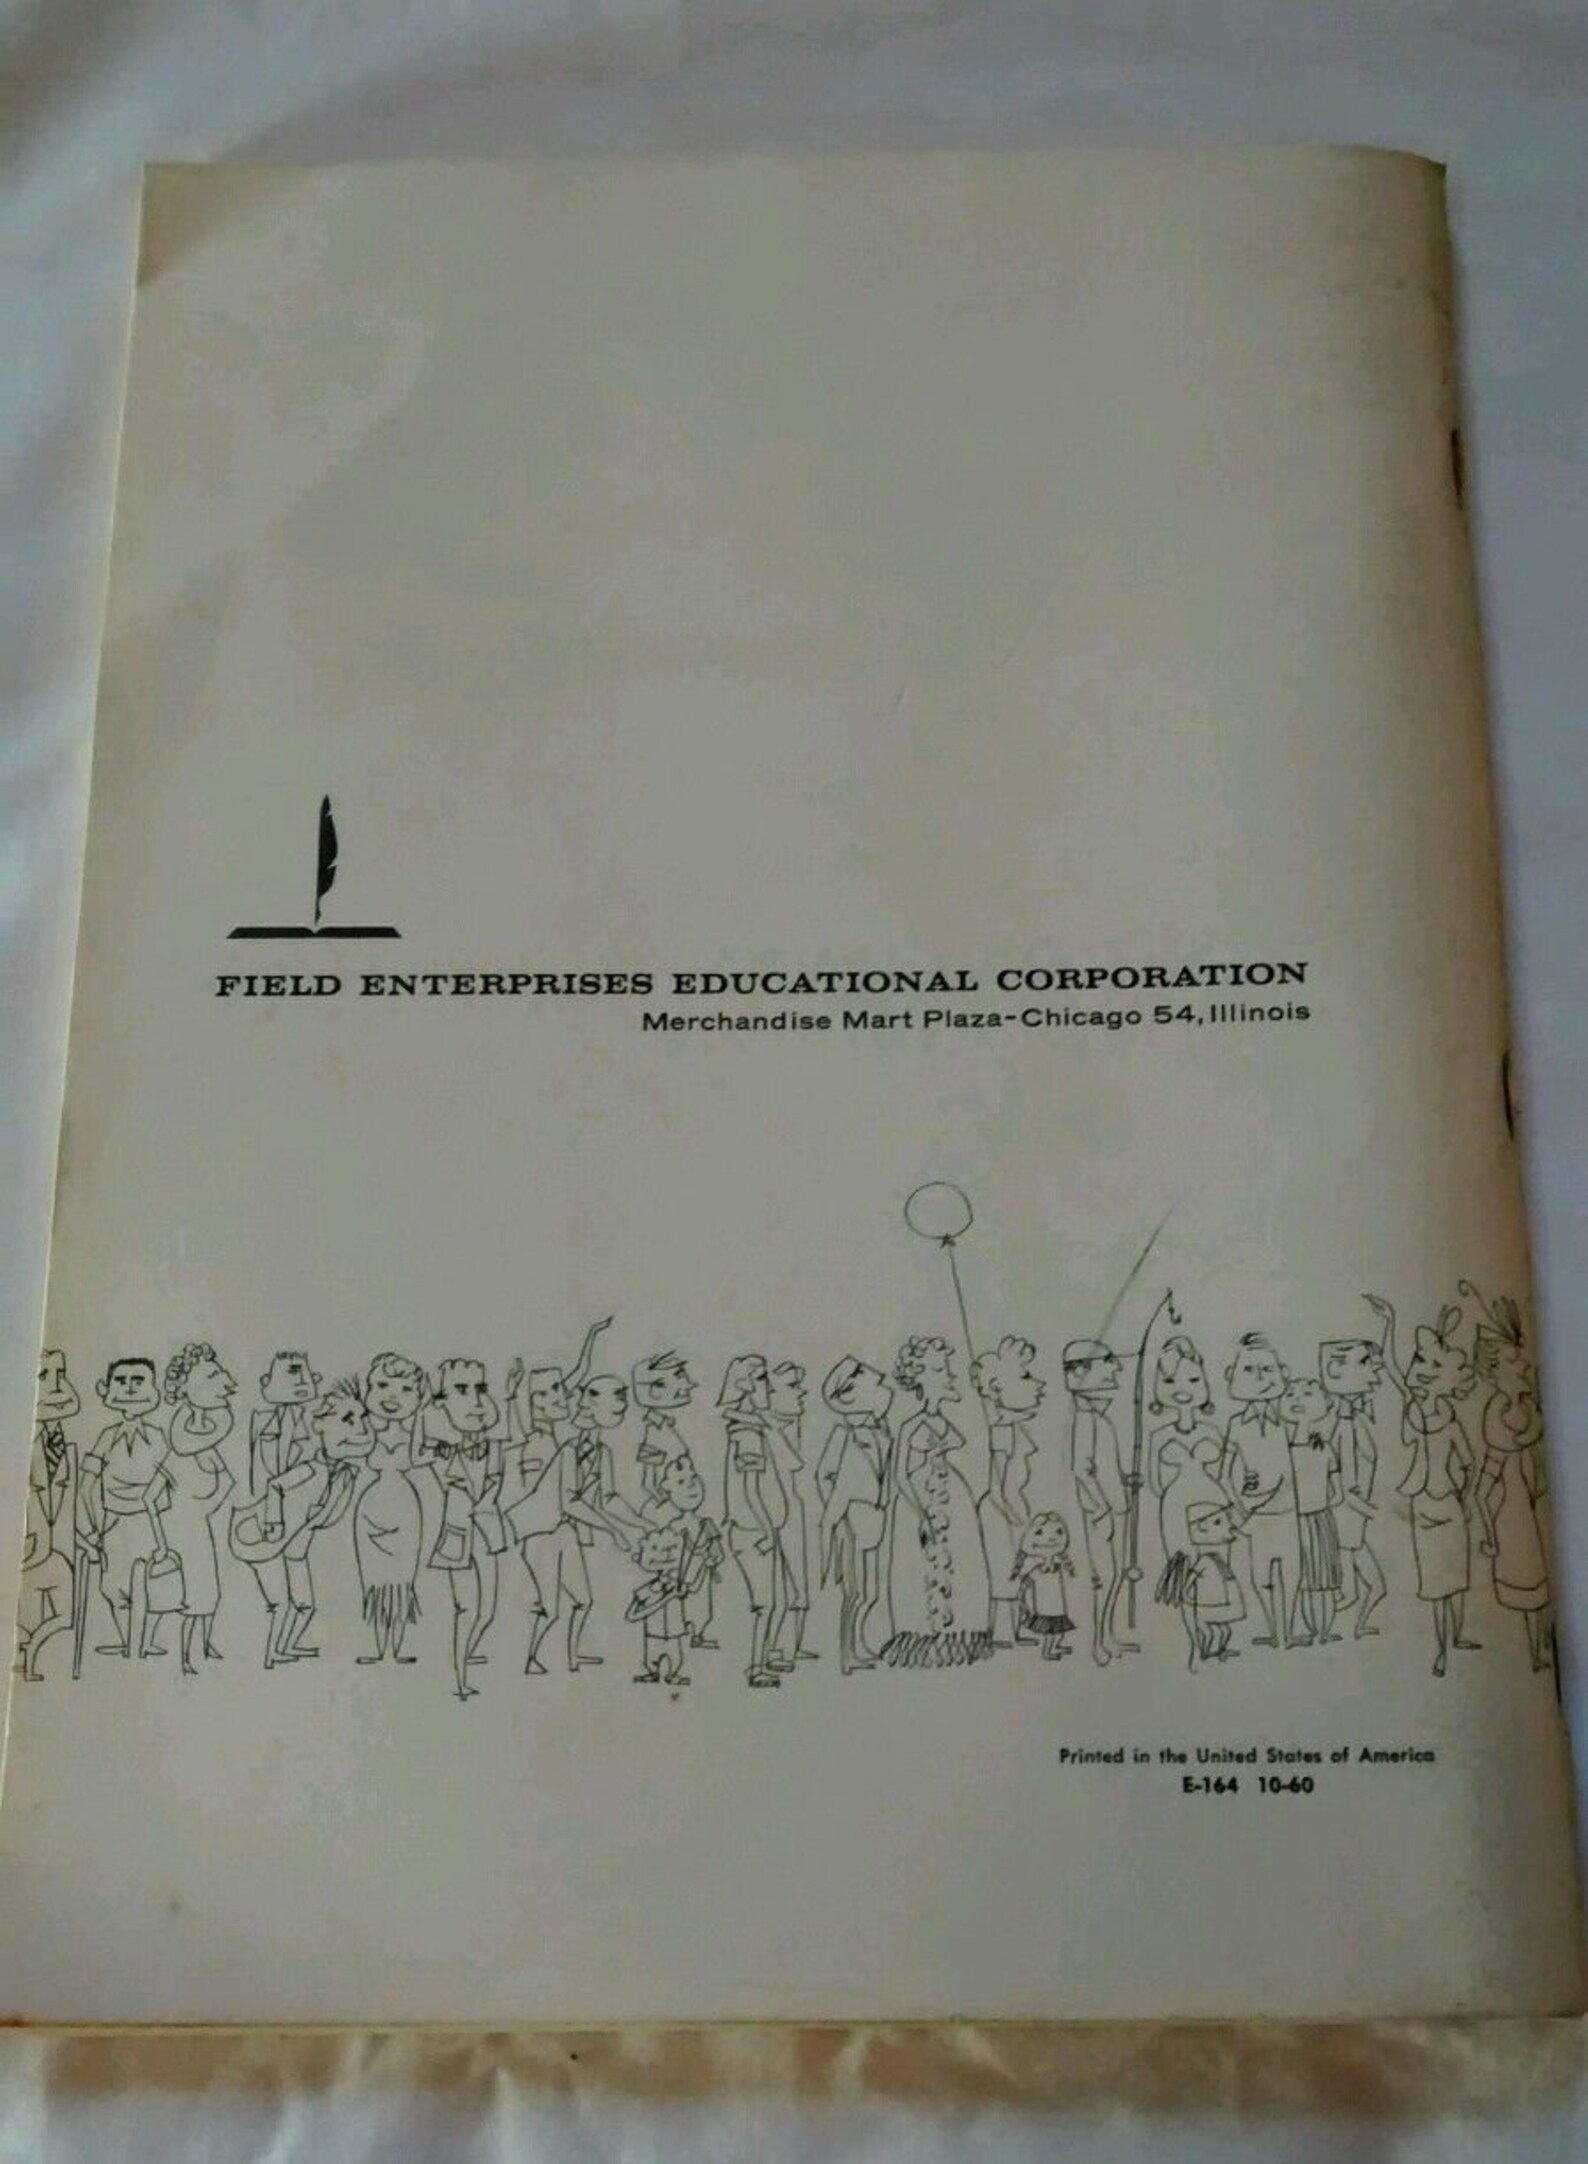 FIELD ENTERPRISES EDUCATIONAL CORPORATION
Merchandise Mart Plaza-Chicago 54, Illinois
Printed in the United States of America
E-164 10-60